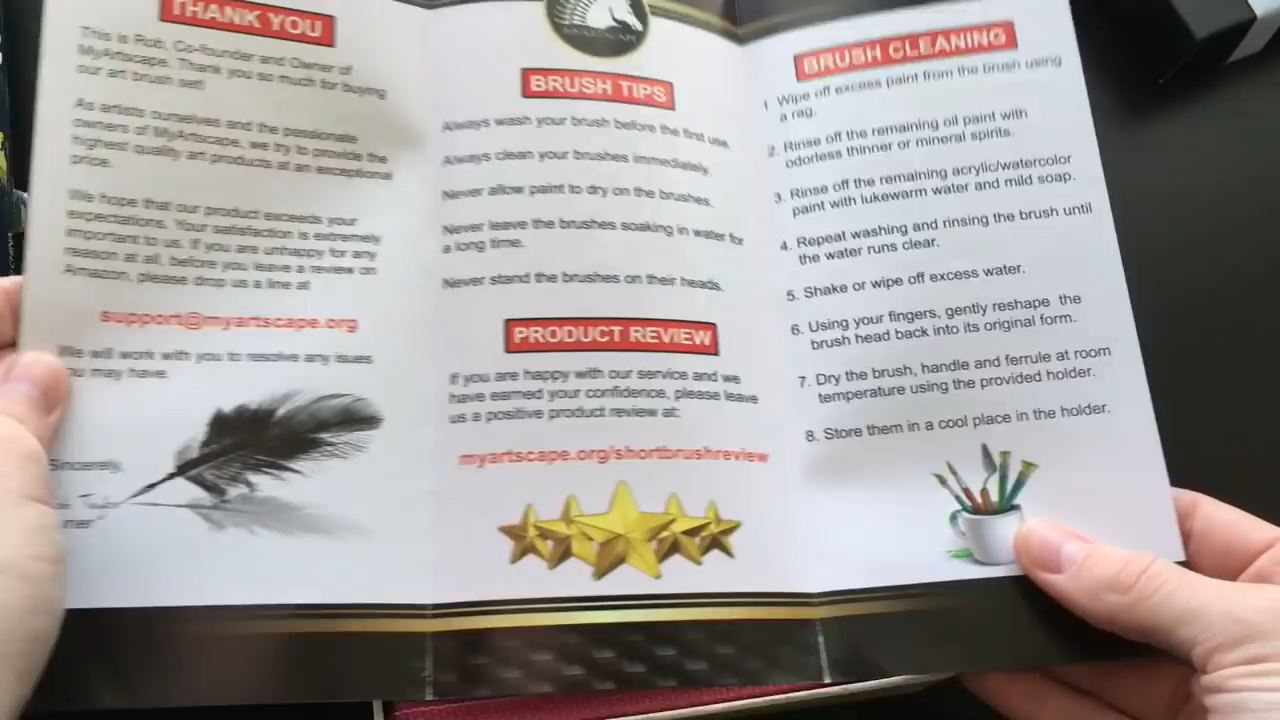 THANK YOU
This is Rob, Co-founder and Owner of
MyArtscape. Thank you so much for buying
our art brush set!
As artists ourselves and the passionate
owners of MyArtscape, we try to provide the
highest quality art products at an exceptional
price.
We hope that our product exceeds your
expectations. Your satisfaction is extremely
important to us. If you are unhappy for any
reason at all, before you leave a review on
Amazon, please drop us a line at
support@myartscape.org
We will work with you to resolve any isues
you may have.
Sincerely,
BRUSH TIPS
Always wash your brush before the first use.
Always clean your brushes immediately.
Never allow paint to dry on the brushes.
Never leave the brushes soaking in water for
a long time.
Never stand the brushes on their heads.
PRODUCT REVIEW
If you are happy with our service and we
have earned your confidence, please leave
us a positive product review at:
myartscape.org/shortbrushreview
BRUSH CLEANING
1. Wipe off excess paint from the brush using
a rag.
2. Rinse off the remaining oil paint with
odorless thinner or mineral spirits.
3. Rinse off the remaining acrylic/watercolor
paint with lukewarm water and mild soap.
4. Repeat washing and rinsing the brush until
the water runs clear.
5. Shake or wipe off excess water.
6. Using your fingers, gently reshape the
brush head back into its original form.
7. Dry the brush, handle and ferrule at room
temperature using the provided holder.
8. Store them in a cool place in the holder.